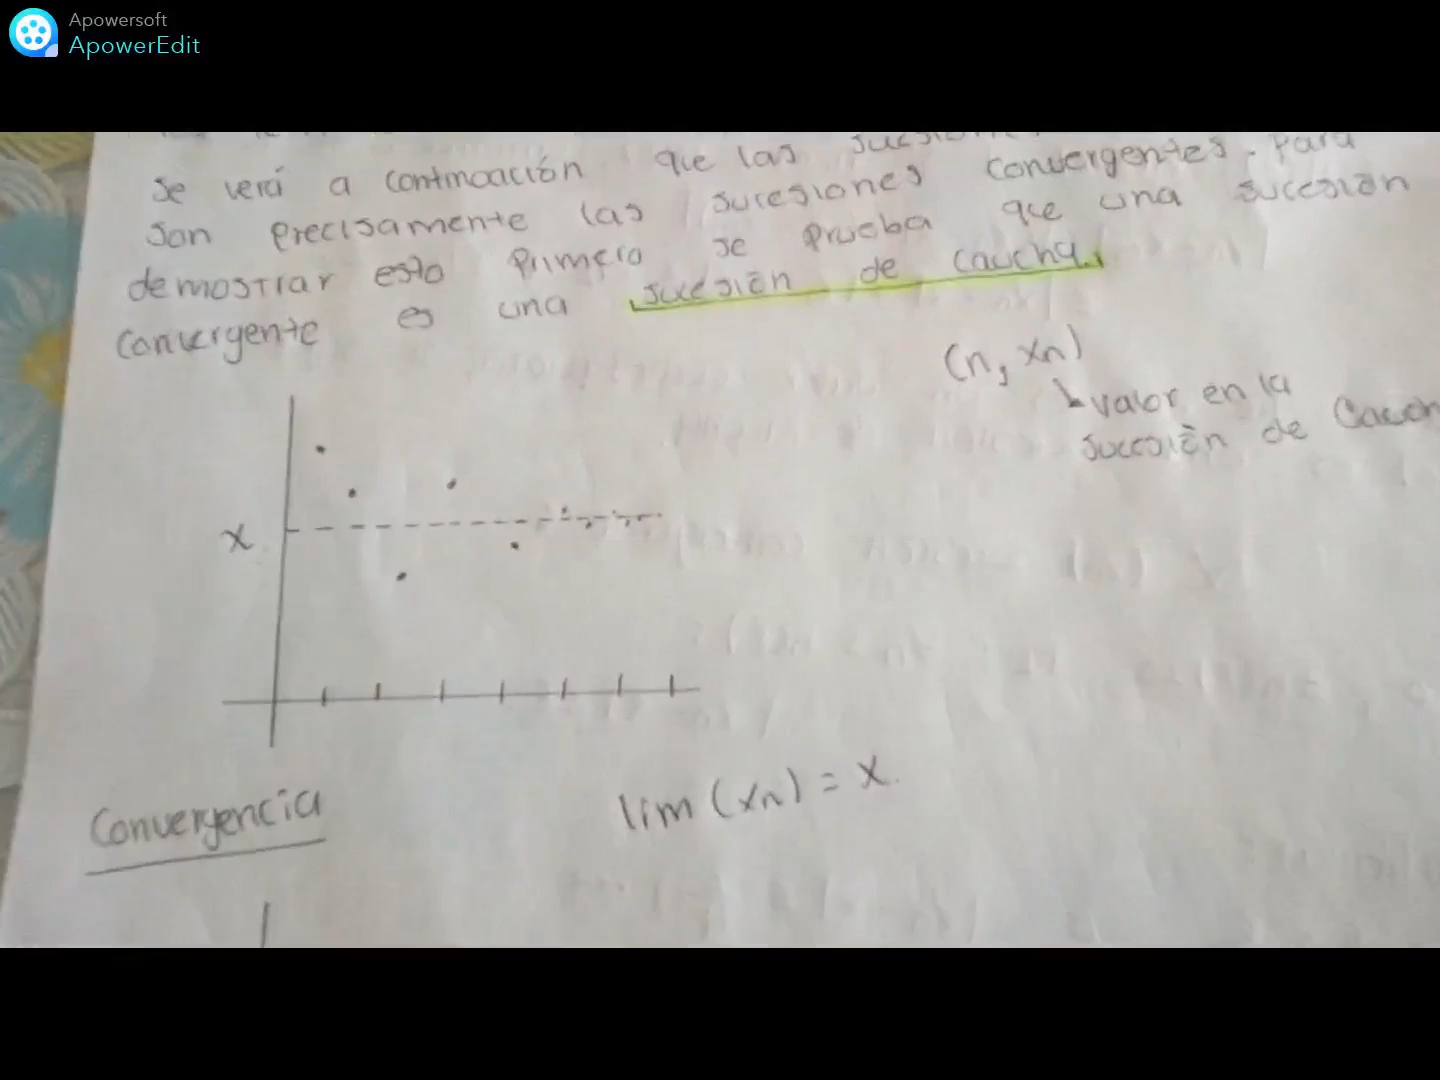 Apowersoft
ApowerEdit
se verá a continuación que las
son precisamente las sucesiones convergentes. Para
demostrar esto primero se prueba que una sucesión
convergente es una sucesión de cauchy.
(n, xn)
valor en la
sucesión de Cauch
x
lim (xn) = x.
Convergencia